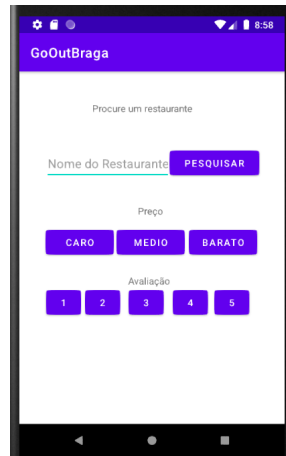 8:58
GoOutBraga
Procure um restaurante
Nome do Restaurante PESQUISAR
Preço
CARO MEDIO BARATO
Avaliação
1 2 3 4 5